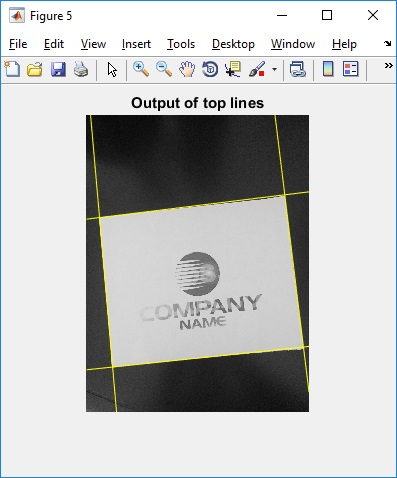 Figure 5
File Edit View Insert Tools Desktop Window Help
Output of top lines
S
COMPANY
NAME